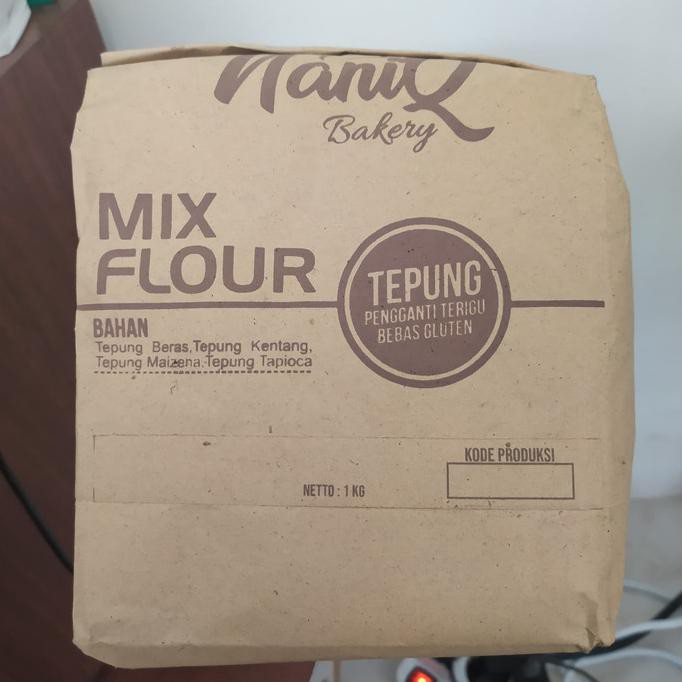 NaniQ
Bakery
MIX
FLOUR
TEPUNG
PENGGANTI TERIGU
BEBAS GLUTEN
BAHAN
Tepung Beras,Tepung Kentang,
Tepung Maizena,Tepung Tapioca
KODE PRODUKSI
NETTO : 1 KG